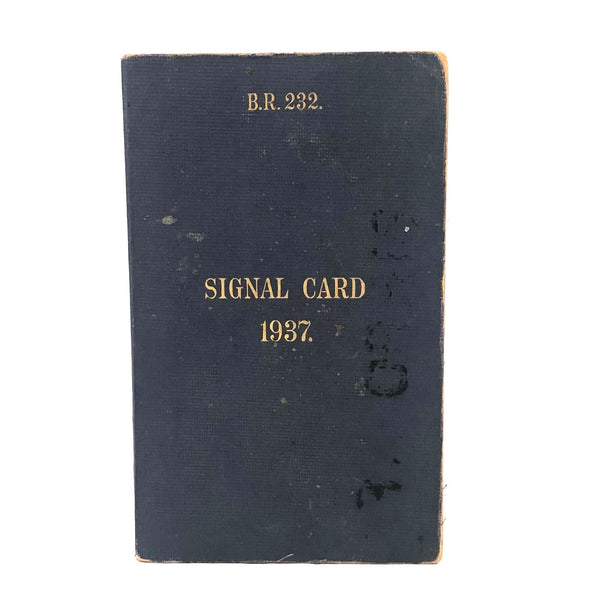 B.R. 232.
SIGNAL CARD
1937.